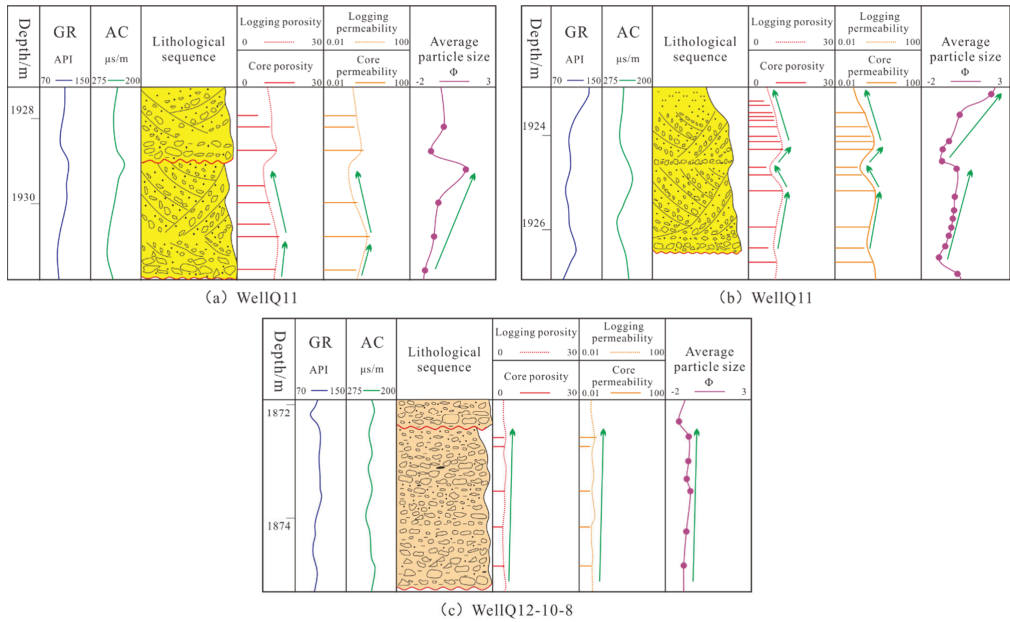 Depth/m
GR
API
70
150
AC
μs/m
275
200
Lithological
sequence
Logging porosity
0
30
Core porosity
0
30
Logging
permeability
0.01
100
Core
permeability
0.01
100
Average
particle size
Φ
-2
3
1928
1930
(a) WellQ11
Depth/m
GR
API
70
150
AC
μs/m
275
200
Lithological
sequence
Logging porosity
0
30
Core porosity
0
30
Logging
permeability
0.01
100
Core
permeability
0.01
100
Average
particle size
Φ
-2
3
1924
1926
(b) WellQ11
Depth/m
GR
API
70
150
AC
μs/m
275
200
Lithological
sequence
Logging porosity
0
30
Core porosity
0
30
Logging
permeability
0.01
100
Core
permeability
0.01
100
Average
particle size
Φ
-2
3
1872
1874
(c) WellQ12-10-8